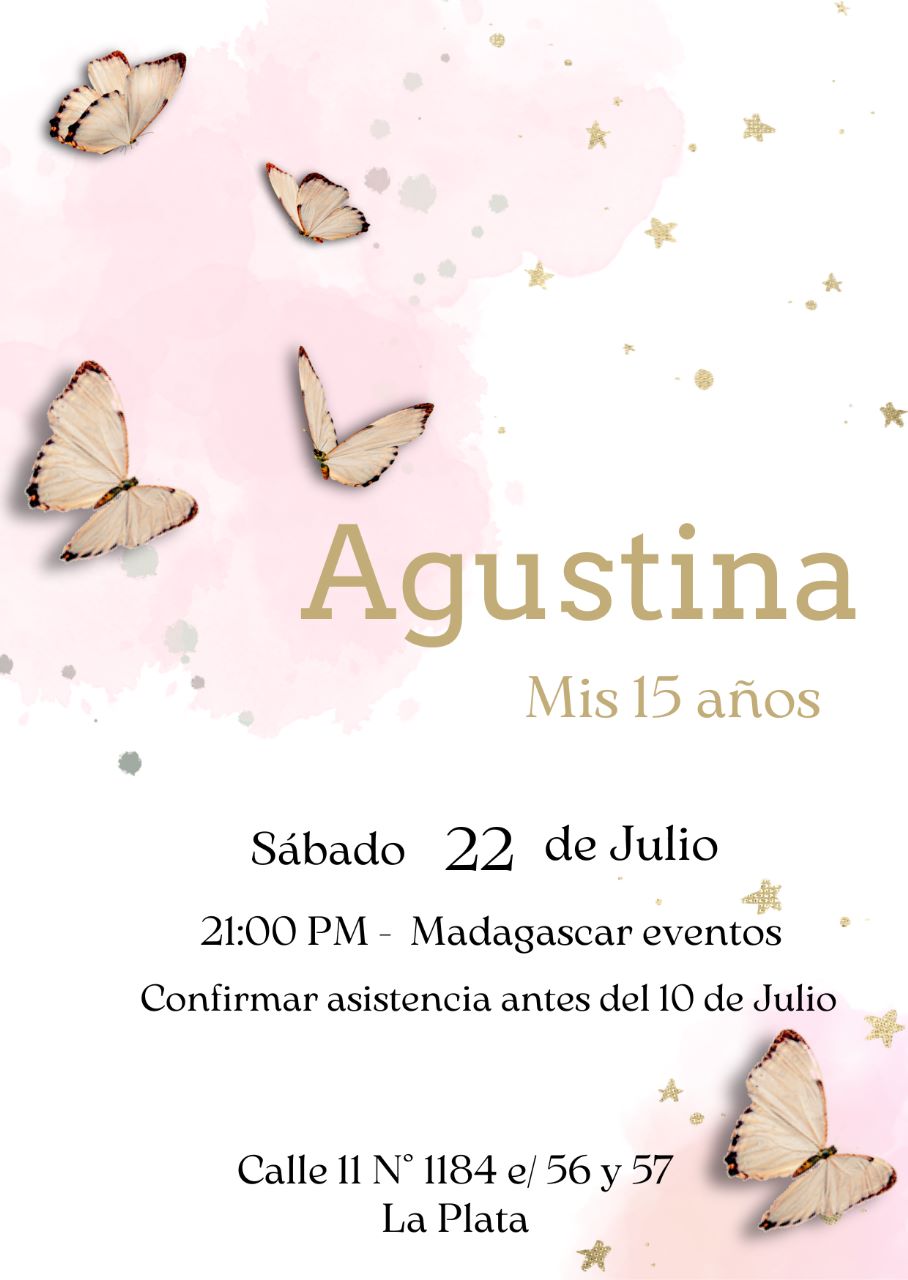 Agustina
Mis 15 años
Sábado 22 de Julio
21:00 PM - Madagascar eventos
Confirmar asistencia antes del 10 de Julio
Calle 11 N° 1184 e/ 56 y 57
La Plata